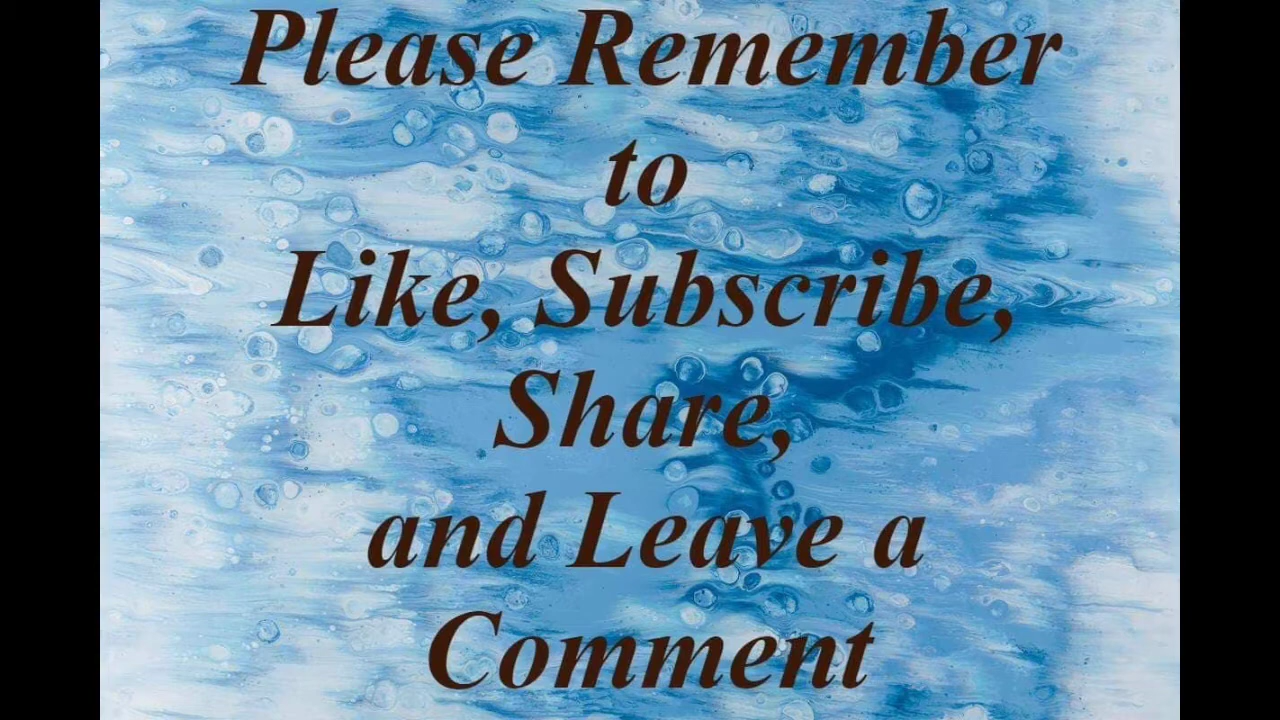 Please Remember
to
Like, Subscribe,
Share,
and Leave a
Comment